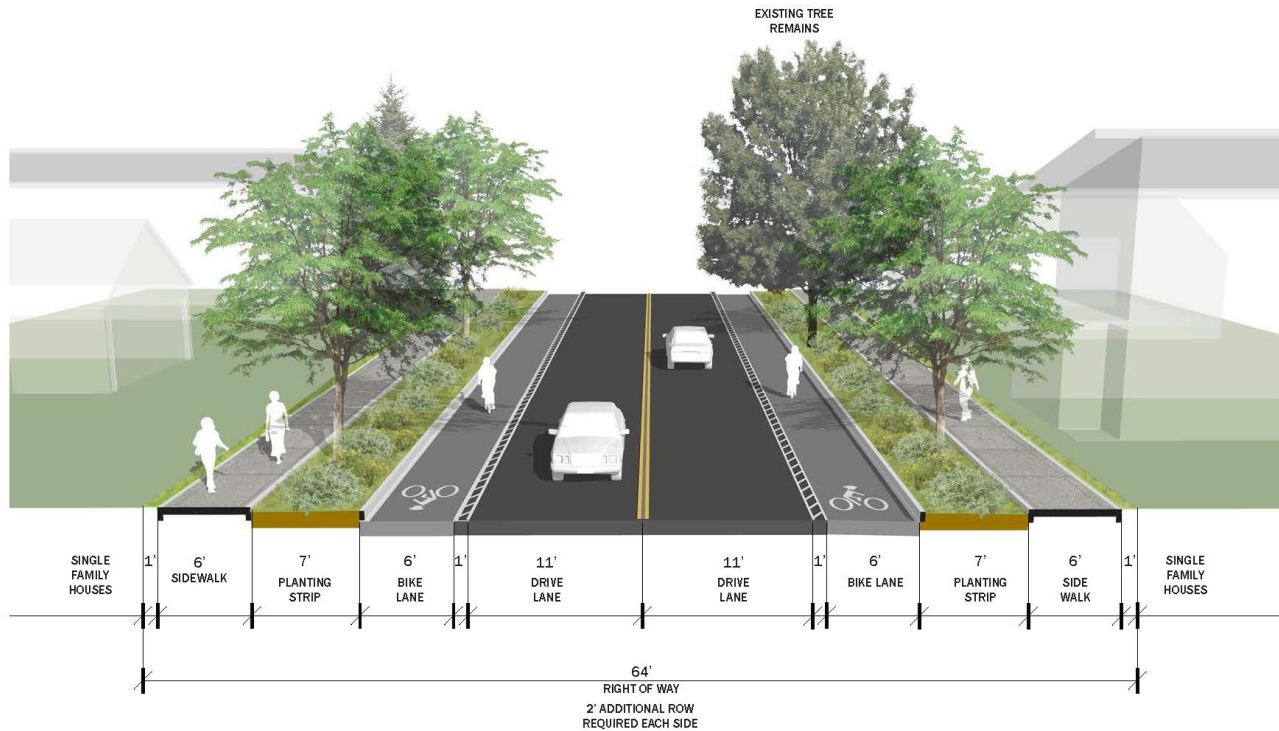 EXISTING TREE
REMAINS
SINGLE
FAMILY
HOUSES
1'
6'
SIDEWALK
7'
PLANTING
STRIP
6'
BIKE
LANE
1'
11'
DRIVE
LANE
11'
DRIVE
LANE
1'
6'
BIKE LANE
7'
PLANTING
STRIP
6'
SIDE
WALK
1'
SINGLE
FAMILY
HOUSES
64'
RIGHT OF WAY
2' ADDITIONAL ROW
REQUIRED EACH SIDE